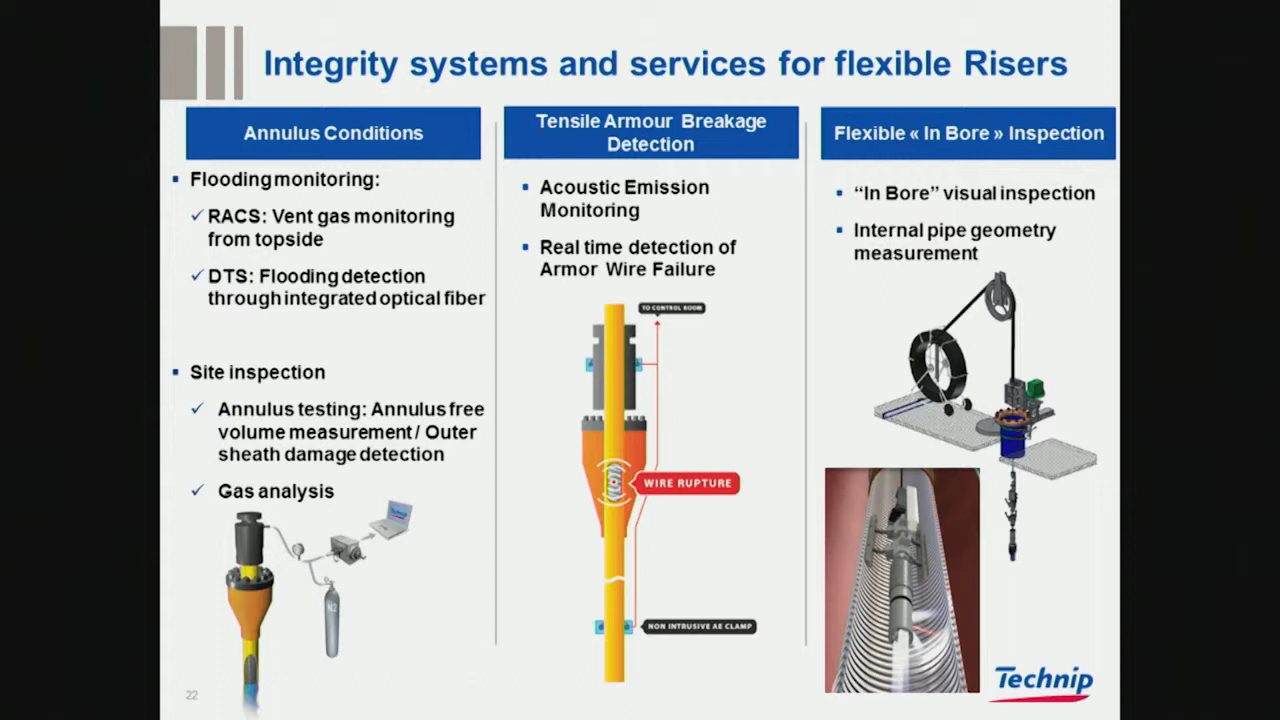 Integrity systems and services for flexible Risers
Annulus Conditions
Flooding monitoring:
RACS: Vent gas monitoring
from topside
DTS: Flooding detection
through integrated optical fiber
Site inspection
Annulus testing: Annulus free
volume measurement / Outer
sheath damage detection
Gas analysis
Technip
N2
Tensile Armour Breakage
Detection
Acoustic Emission
Monitoring
Real time detection of
Armor Wire Failure
TO CONTROL ROOM
WIRE RUPTURE
NON INTRUSIVE AE CLAMP
Flexible « In Bore » Inspection
“In Bore” visual inspection
Internal pipe geometry
measurement
Technip
22